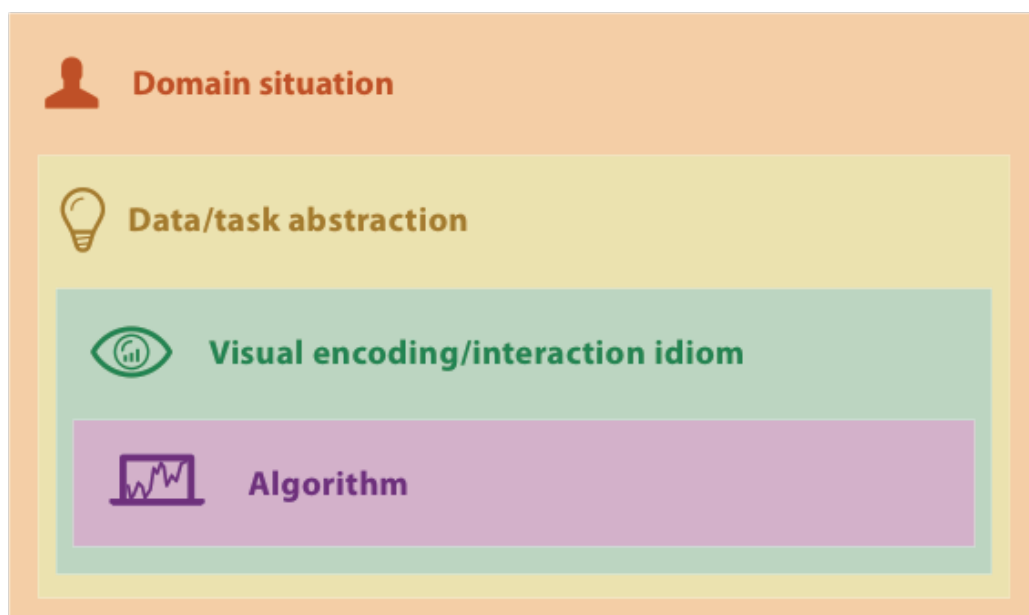 Domain situation
Data/task abstraction
Visual encoding/interaction idiom
Algorithm